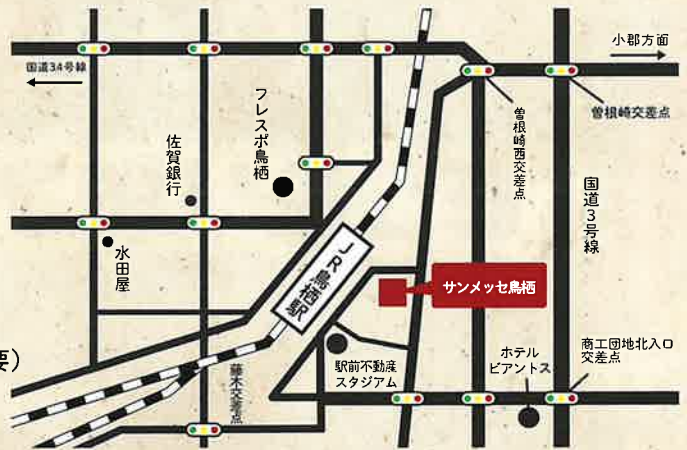 小郡方面
国道34号線
曽根崎交差点
曽根崎西交差点
フレスポ鳥栖
佐賀銀行
国道3号線
水田屋
JR鳥栖駅
サンメッセ鳥栖
要)
駅前不動産
スタジアム
ホテル
ビアントス
商工団地北入口
交差点
藤木交差点